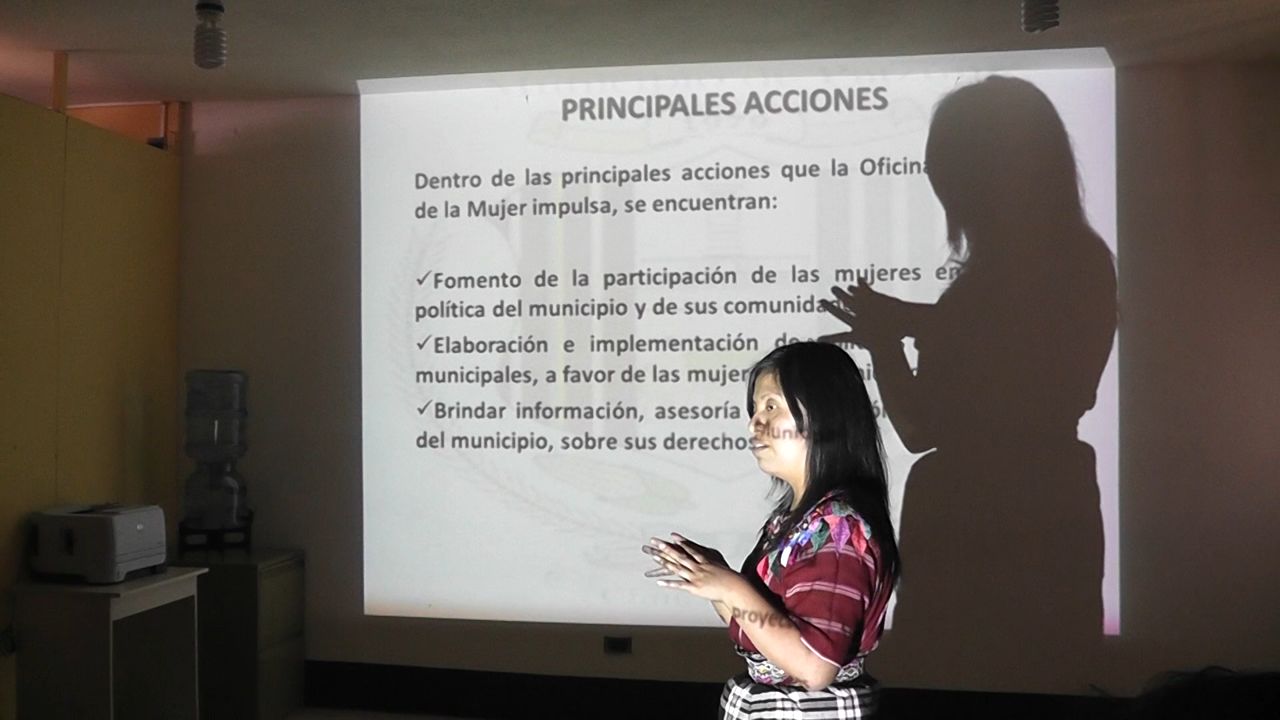 PRINCIPALES ACCIONES
Dentro de las principales acciones que la Oficina
de la Mujer impulsa, se encuentran:
✓Fomento de la participación de las mujeres en
política del municipio y de sus
✓Elaboración e implementación
municipales, a favor de las
✓Brindar información, asesoría
del municipio, sobre sus derechos